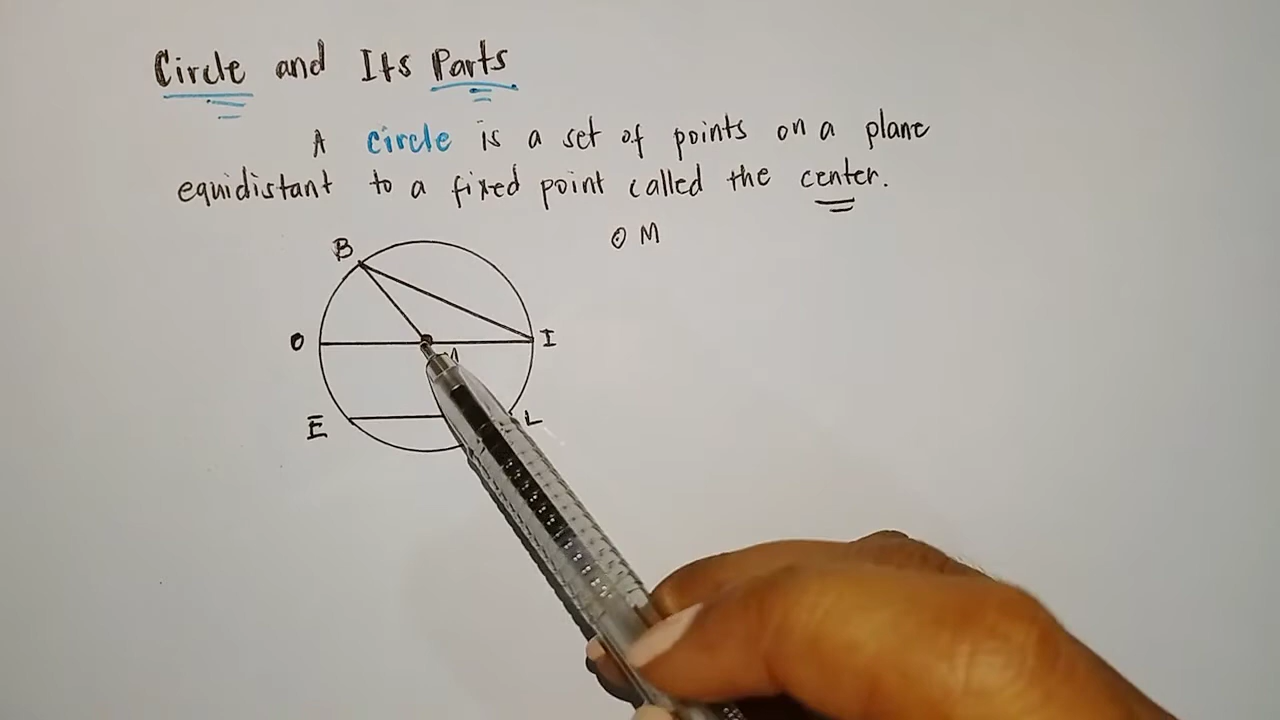 Circle and Its Parts
A circle is a set of points on a plane
equidistant to a fixed point called the center.
⊙ M
B
O
I
E
L